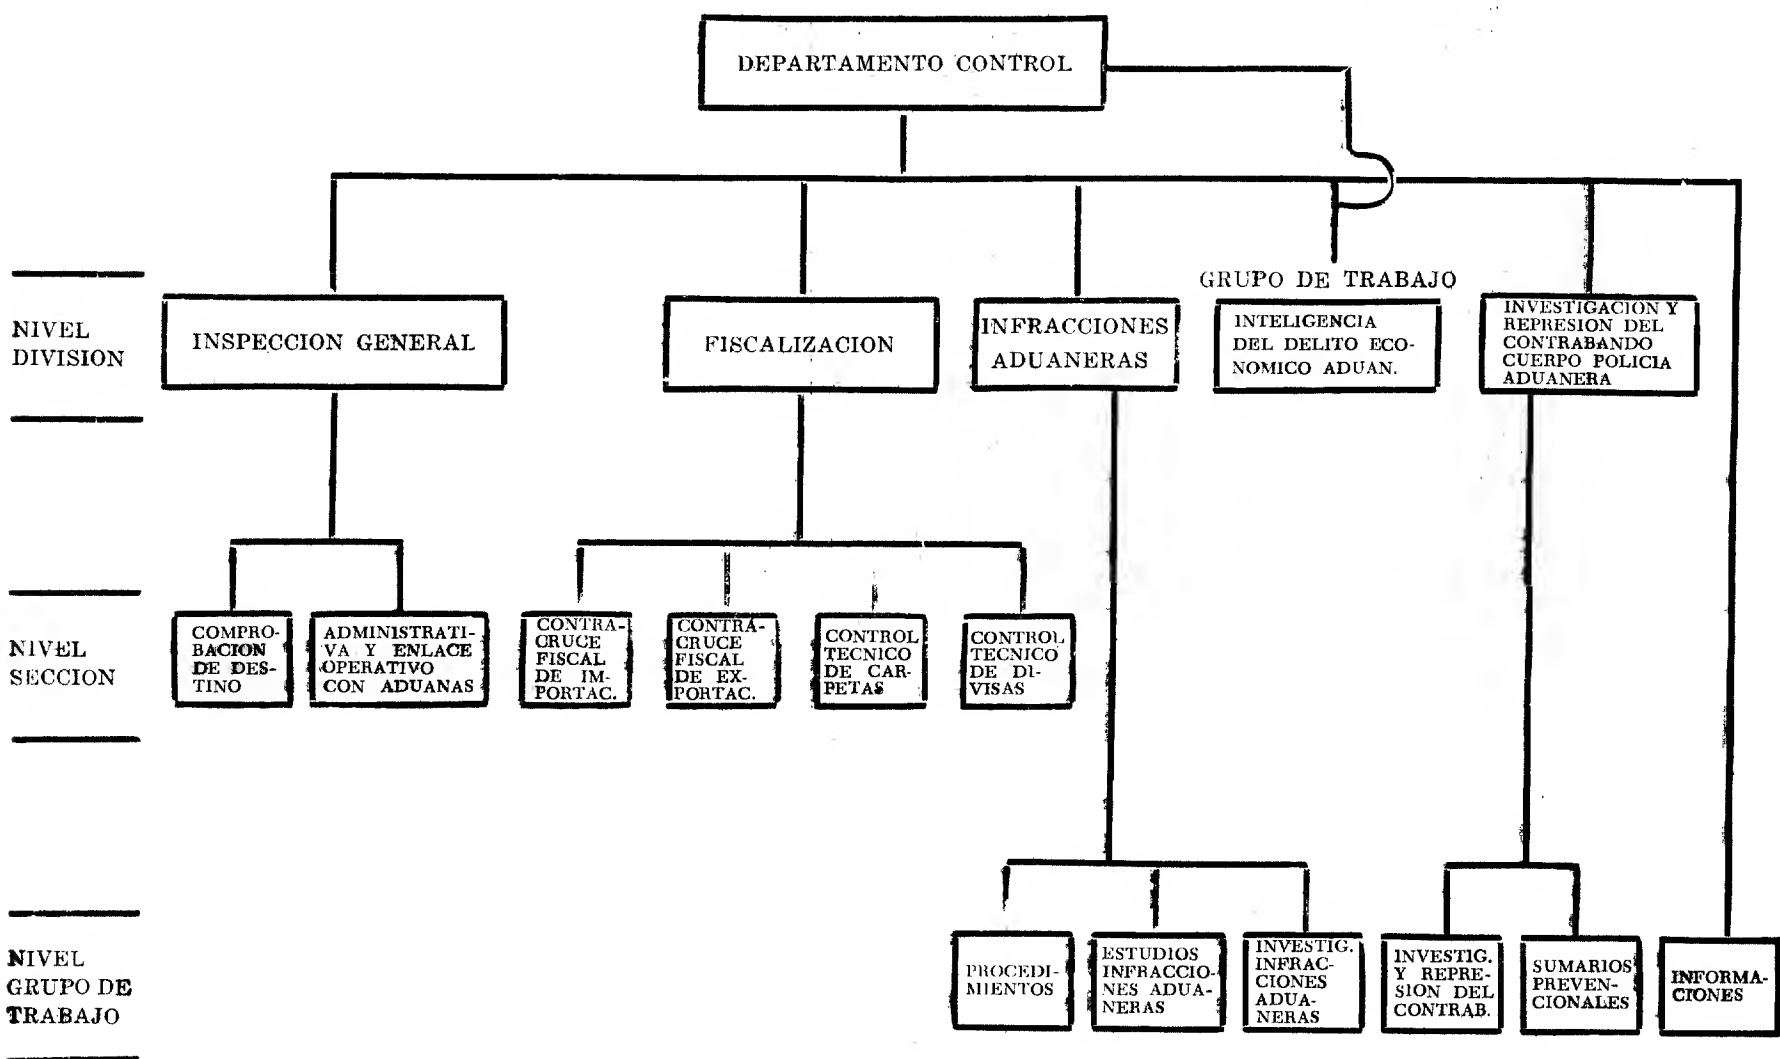 DEPARTAMENTO CONTROL
NIVEL
DIVISION
INSPECCION GENERAL
FISCALIZACION
INFRACCIONES
ADUANERAS
GRUPO DE TRABAJO
INTELIGENCIA
DEL DELITO ECO-
NOMICO ADUAN.
INVESTIGACION Y
REPRESION DEL
CONTRABANDO
CUERPO POLICIA
ADUANERA
NIVEL
SECCION
COMPRO-
BACION
DE DES-
TINO
ADMINISTRATI-
VA Y ENLACE
OPERATIVO
CON ADUANAS
CONTRA-
CRUCE
FISCAL
DE IM-
PORTAC.
CONTRA-
CRUCE
FISCAL
DE EX-
PORTAC.
CONTROL
TECNICO
DE CAR-
PETAS
CONTROL
TECNICO
DE DI-
VISAS
NIVEL
GRUPO DE
TRABAJO
PROCEDI-
MIENTOS
ESTUDIOS
INFRACCIO-
NES ADUA-
NERAS
INVESTIG.
INFRAC-
CIONES
ADUA-
NERAS
INVESTIG.
Y REPRE-
SION DEL
CONTRAB.
SUMARIOS
PREVEN-
CIONALES
INFORMA-
CIONES